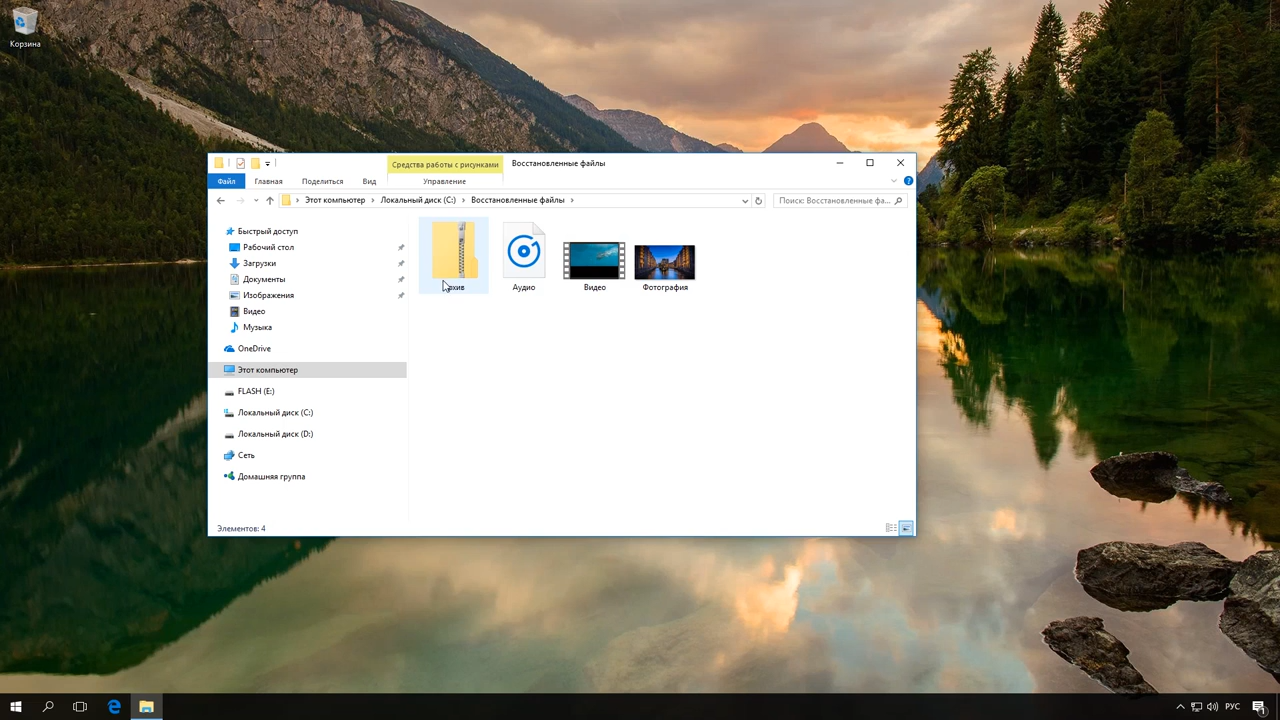 Корзина
Средства работы с рисунками
Восстановленные файлы
Файл
Главная
Поделиться
Вид
Управление
Этот компьютер
Локальный диск (C:)
Восстановленные файлы
Поиск: Восстановленные фа...
Быстрый доступ
Рабочий стол
Загрузки
Документы
Изображения
Видео
Музыка
OneDrive
Этот компьютер
FLASH (E:)
Локальный диск (C:)
Локальный диск (D:)
Сеть
Домашняя группа
Аудио
Видео
Фотография
Элементов: 4
РУС
1